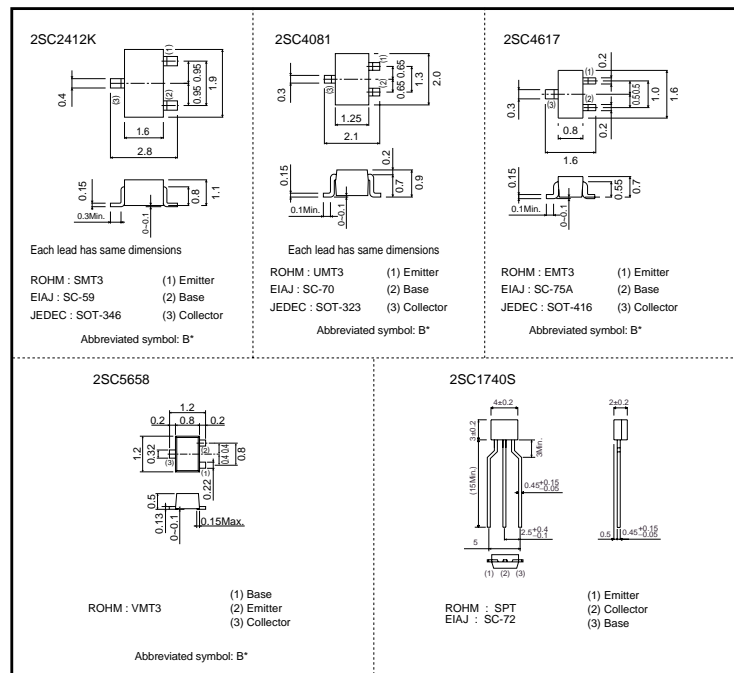 2SC2412K
(1)
0.4
(3)
(2)
0.95 0.95
1.9
1.6
2.8
0.15
0.3Min.
0~0.1
0.8
1.1
Each lead has same dimensions
ROHM : SMT3
EIAJ : SC-59
JEDEC : SOT-346
(1) Emitter
(2) Base
(3) Collector
Abbreviated symbol: B*
2SC4081
(1)
0.3
(3)
(2)
0.65 0.65
1.3
2.0
1.25
2.1
0.2
0.15
0.1Min.
0~0.1
0.7
0.9
Each lead has same dimensions
ROHM : UMT3
EIAJ : SC-70
JEDEC : SOT-323
(1) Emitter
(2) Base
(3) Collector
Abbreviated symbol: B*
2SC4617
0.2
(1)
0.3
(3)
(2)
0.5 0.5
1.0
1.6
0.2
0.8
1.6
0.15
0.1Min.
0~0.1
0.55
0.7
ROHM : EMT3
EIAJ : SC-75A
JEDEC : SOT-416
(1) Emitter
(2) Base
(3) Collector
Abbreviated symbol: B*
2SC5658
1.2
0.2 0.8 0.2
1.2
0.32
(3)
(2)
(1)
0.4 0.4
0.8
0.22
0.5
0.13
0~0.1
0.15Max.
ROHM : VMT3
(1) Base
(2) Emitter
(3) Collector
Abbreviated symbol: B*
2SC1740S
4±0.2
2±0.2
3±0.2
3Min.
(15Min.)
0.45+0.15 −0.05
2.5+0.4 −0.1
5
0.5
0.45+0.15 −0.05
(1) (2) (3)
ROHM : SPT
EIAJ : SC-72
(1) Emitter
(2) Collector
(3) Base